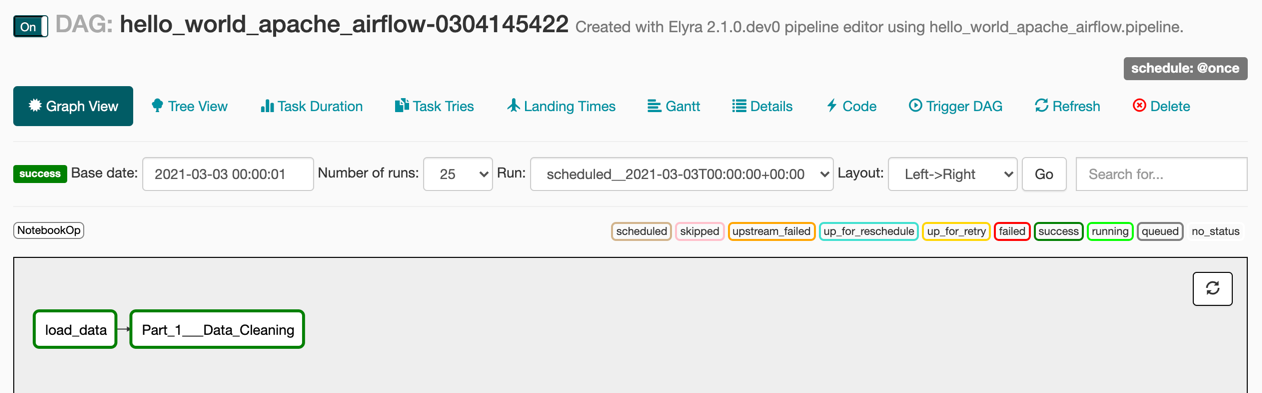 On DAG: hello_world_apache_airflow-0304145422 Created with Elyra 2.1.0.dev0 pipeline editor using hello_world_apache_airflow.pipeline.
schedule: @once
Graph View Tree View Task Duration Task Tries Landing Times Gantt Details Code Trigger DAG Refresh Delete
success Base date: 2021-03-03 00:00:01 Number of runs: 25 Run: scheduled__2021-03-03T00:00:00+00:00 Layout: Left->Right Go Search for...
NotebookOp scheduled skipped upstream_failed up_for_reschedule up_for_retry failed success running queued no_status
load_data Part_1___Data_Cleaning